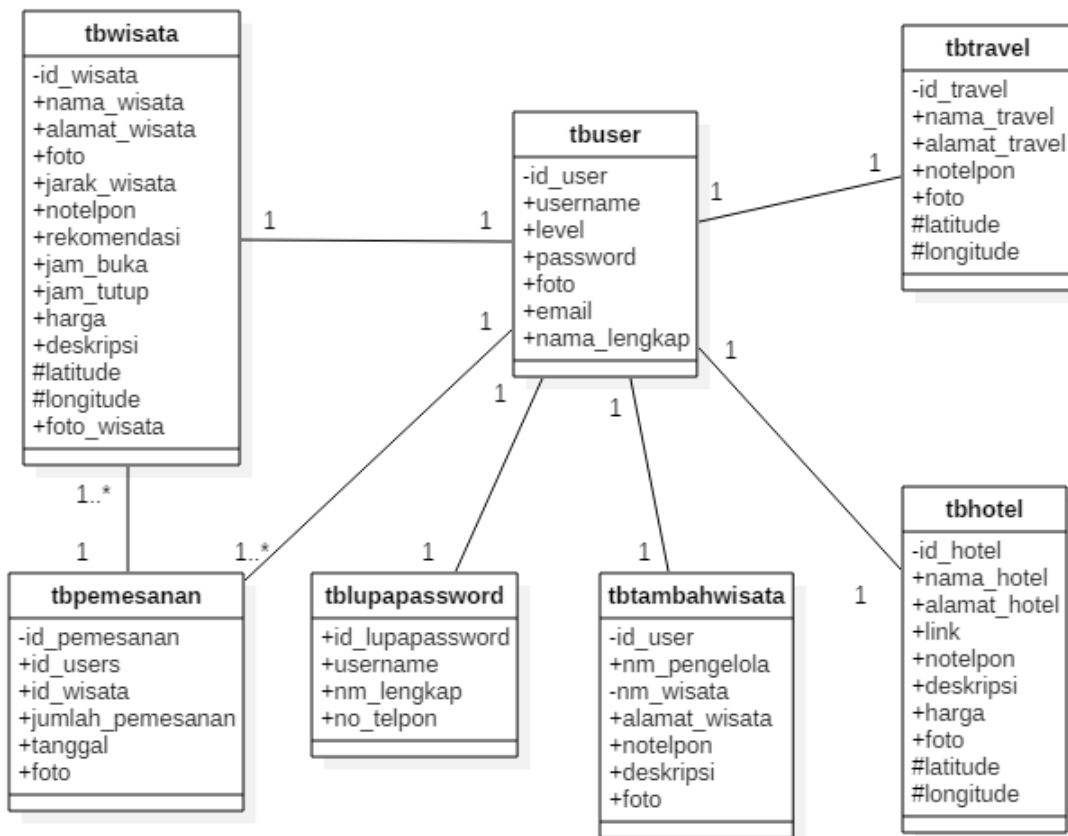 tbwisata
-id_wisata
+nama_wisata
+alamat_wisata
+foto
+jarak_wisata
+notelpon
+rekomendasi
+jam_buka
+jam_tutup
+harga
+deskripsi
#latitude
#longitude
+foto_wisata
tbuser
-id_user
+username
+level
+password
+foto
+email
+nama_lengkap
tbtravel
-id_travel
+nama_travel
+alamat_travel
+notelpon
+foto
#latitude
#longitude
1
1
1
1
1
1
1
1
1..*
1
1..*
1
1
1
tbpemesanan
-id_pemesanan
+id_users
+id_wisata
+jumlah_pemesanan
+tanggal
+foto
tblupapassword
+id_lupapassword
+username
+nm_lengkap
+no_telpon
tbtambahwisata
-id_user
+nm_pengelola
-nm_wisata
+alamat_wisata
+notelpon
+deskripsi
+foto
tbhotel
-id_hotel
+nama_hotel
+alamat_hotel
+link
+notelpon
+deskripsi
+harga
+foto
#latitude
#longitude